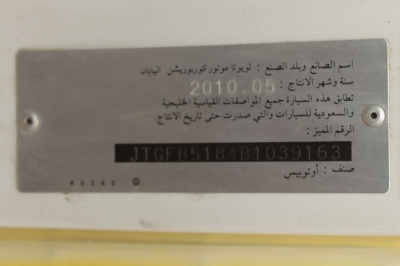 اسم الصانع وبلد الصنع : تويوتا موتور كوربوريشن اليابان
سنة وشهر الانتاج : 2010.05
تطابق هذه السيارة جميع المواصفات القياسية الخليجية
والسعودية للسيارات والتي صدرت حتى تاريخ الانتاج
الرقم المميز :
JTGFB5184B1039163
صنف : أوتوبيس